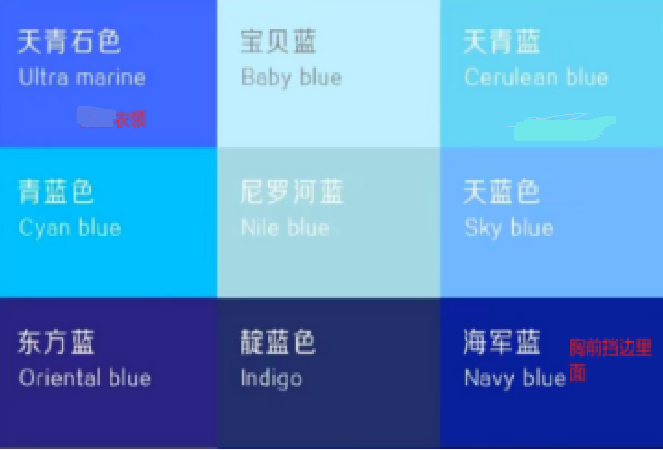 天青石色
Ultra marine
衣领
宝贝蓝
Baby blue
天青蓝
Cerulean blue
青蓝色
Cyan blue
尼罗河蓝
Nile blue
天蓝色
Sky blue
东方蓝
Oriental blue
靛蓝色
Indigo
海军蓝
Navy blue
胸前挡边里
面